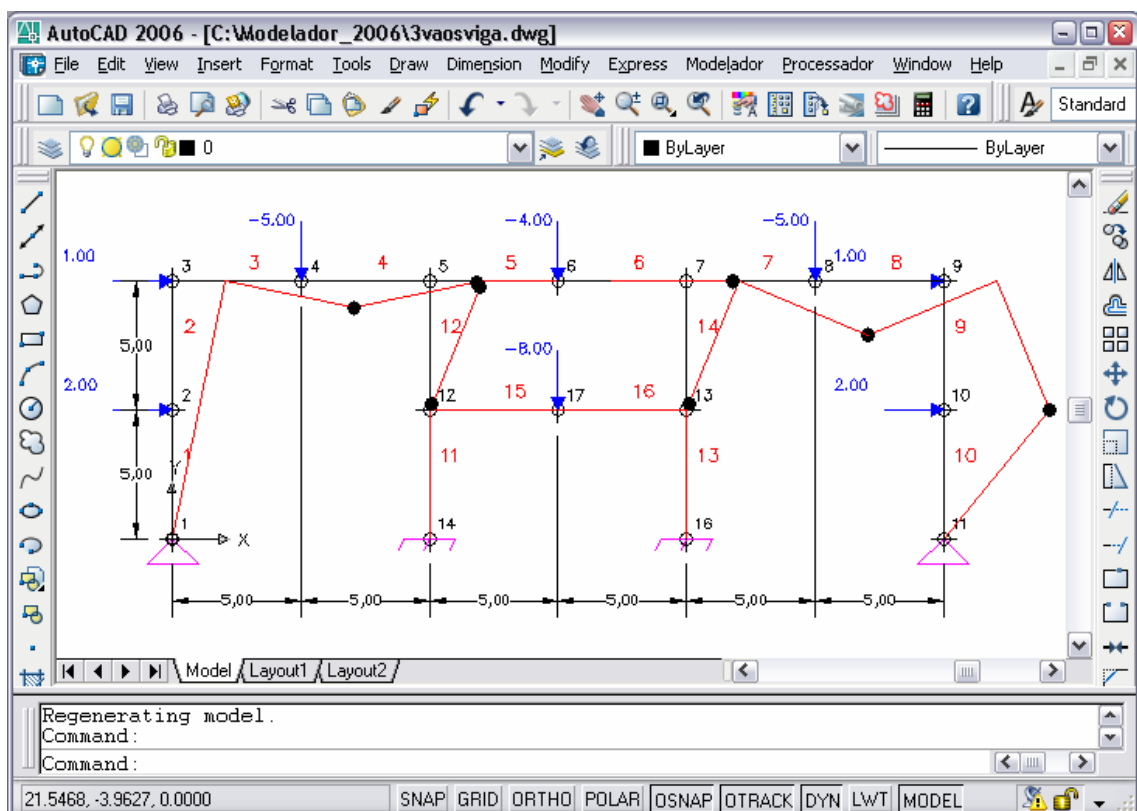 AutoCAD 2006 - [C:\Modelador_2006\3vaosviga.dwg]
File Edit View Insert Format Tools Draw Dimension Modify Express Modelador Processador Window Help
Standard
0 ByLayer ByLayer
-5.00 -4.00 -5.00
1.00 3 3 4 4 5 5 6 6 7 7 8 1.00 8 9
2 12 14 9
5,00 -8.00
2.00 2 12 15 17 16 13 2.00 10
5,00 1 Y 11 13 10
1 X 14 16 11
5,00 5,00 5,00 5,00 5,00 5,00
Model Layout1 Layout2
Regenerating model.
Command:
Command:
21.5468, -3.9627, 0.0000 SNAP GRID ORTHO POLAR OSNAP OTRACK DYN LWT MODEL